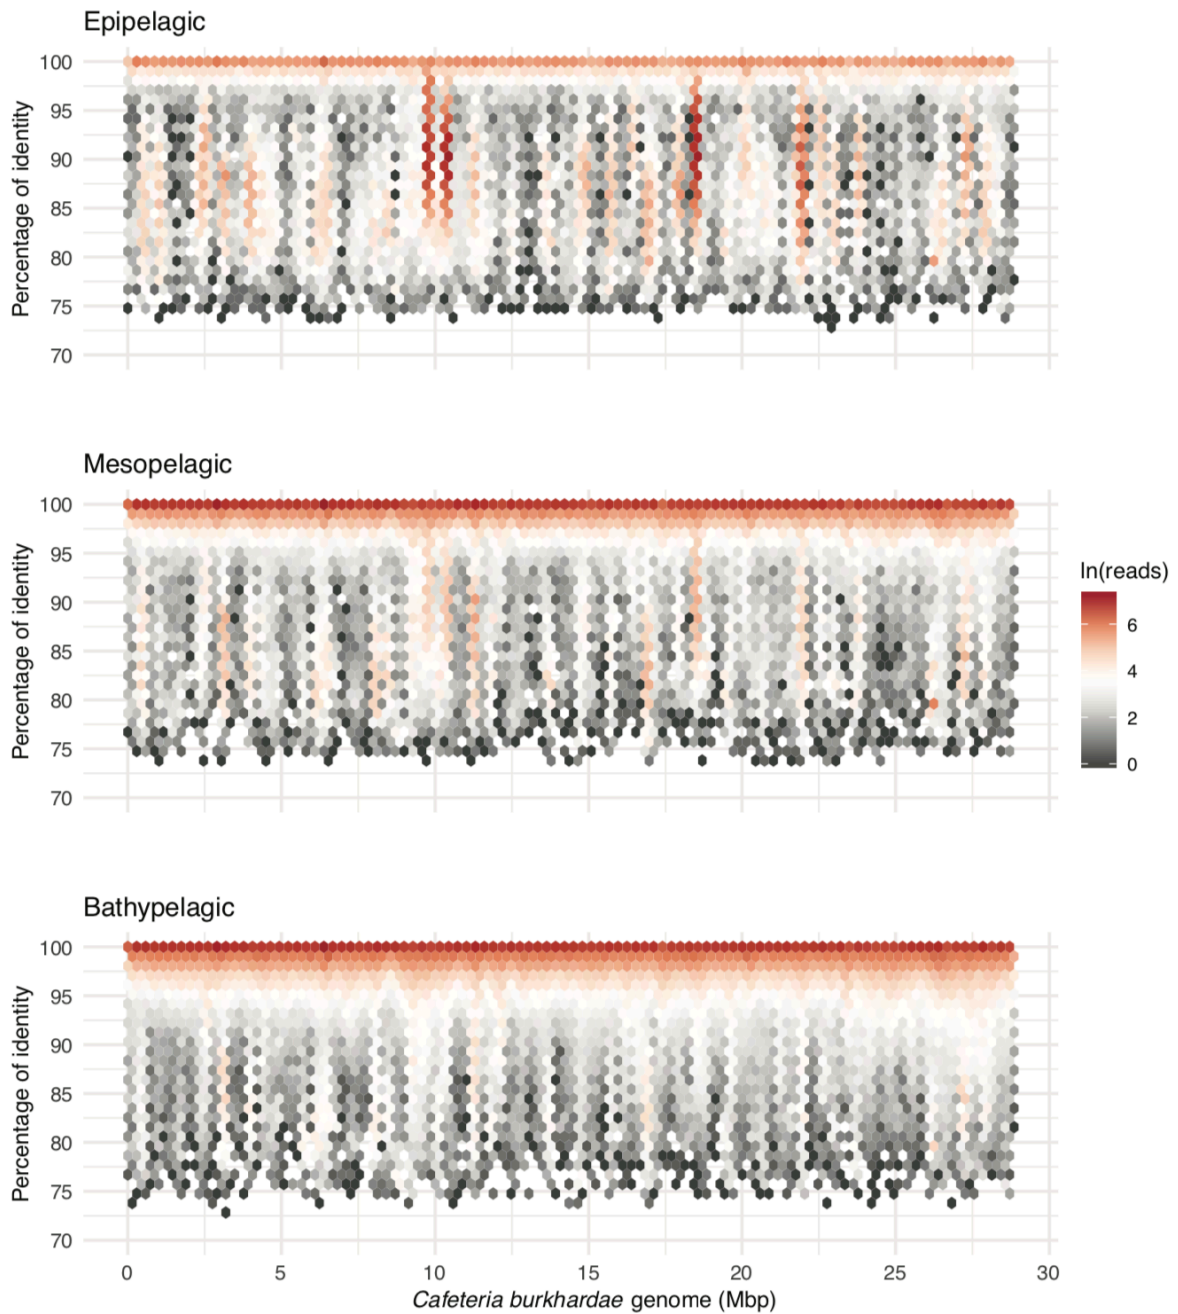 Epipelagic
100
95
90
85
80
75
70
Percentage of identity
Mesopelagic
100
95
90
85
80
75
70
Percentage of identity
ln(reads)
6
4
2
0
Bathypelagic
100
95
90
85
80
75
70
Percentage of identity
0 5 10 15 20 25 30
Cafeteria burkhardae genome (Mbp)